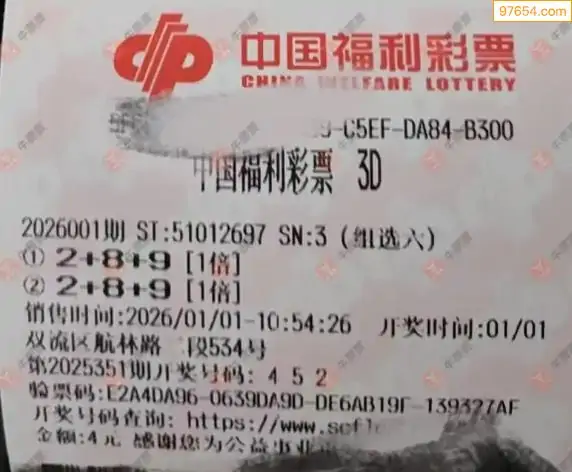 97654.com
中国福利彩票
CHINA WELFARE LOTTERY
-C5EF-DA84-B300
中国福利彩票 3D
2026001期 ST:51012697 SN:3 (组选六)
① 2+8+9 [1倍]
② 2+8+9 [1倍]
销售时间:2026/01/01-10:54:26 开奖时间:01/01
双流区航林路二段534号
第2025351期开奖号码: 4 5 2
验票码:E2A4DA96-0639DA9D-DE6AB19F-139327AF
开奖号码查询: https://www.scfl
金额:4元 感谢您为公益事业